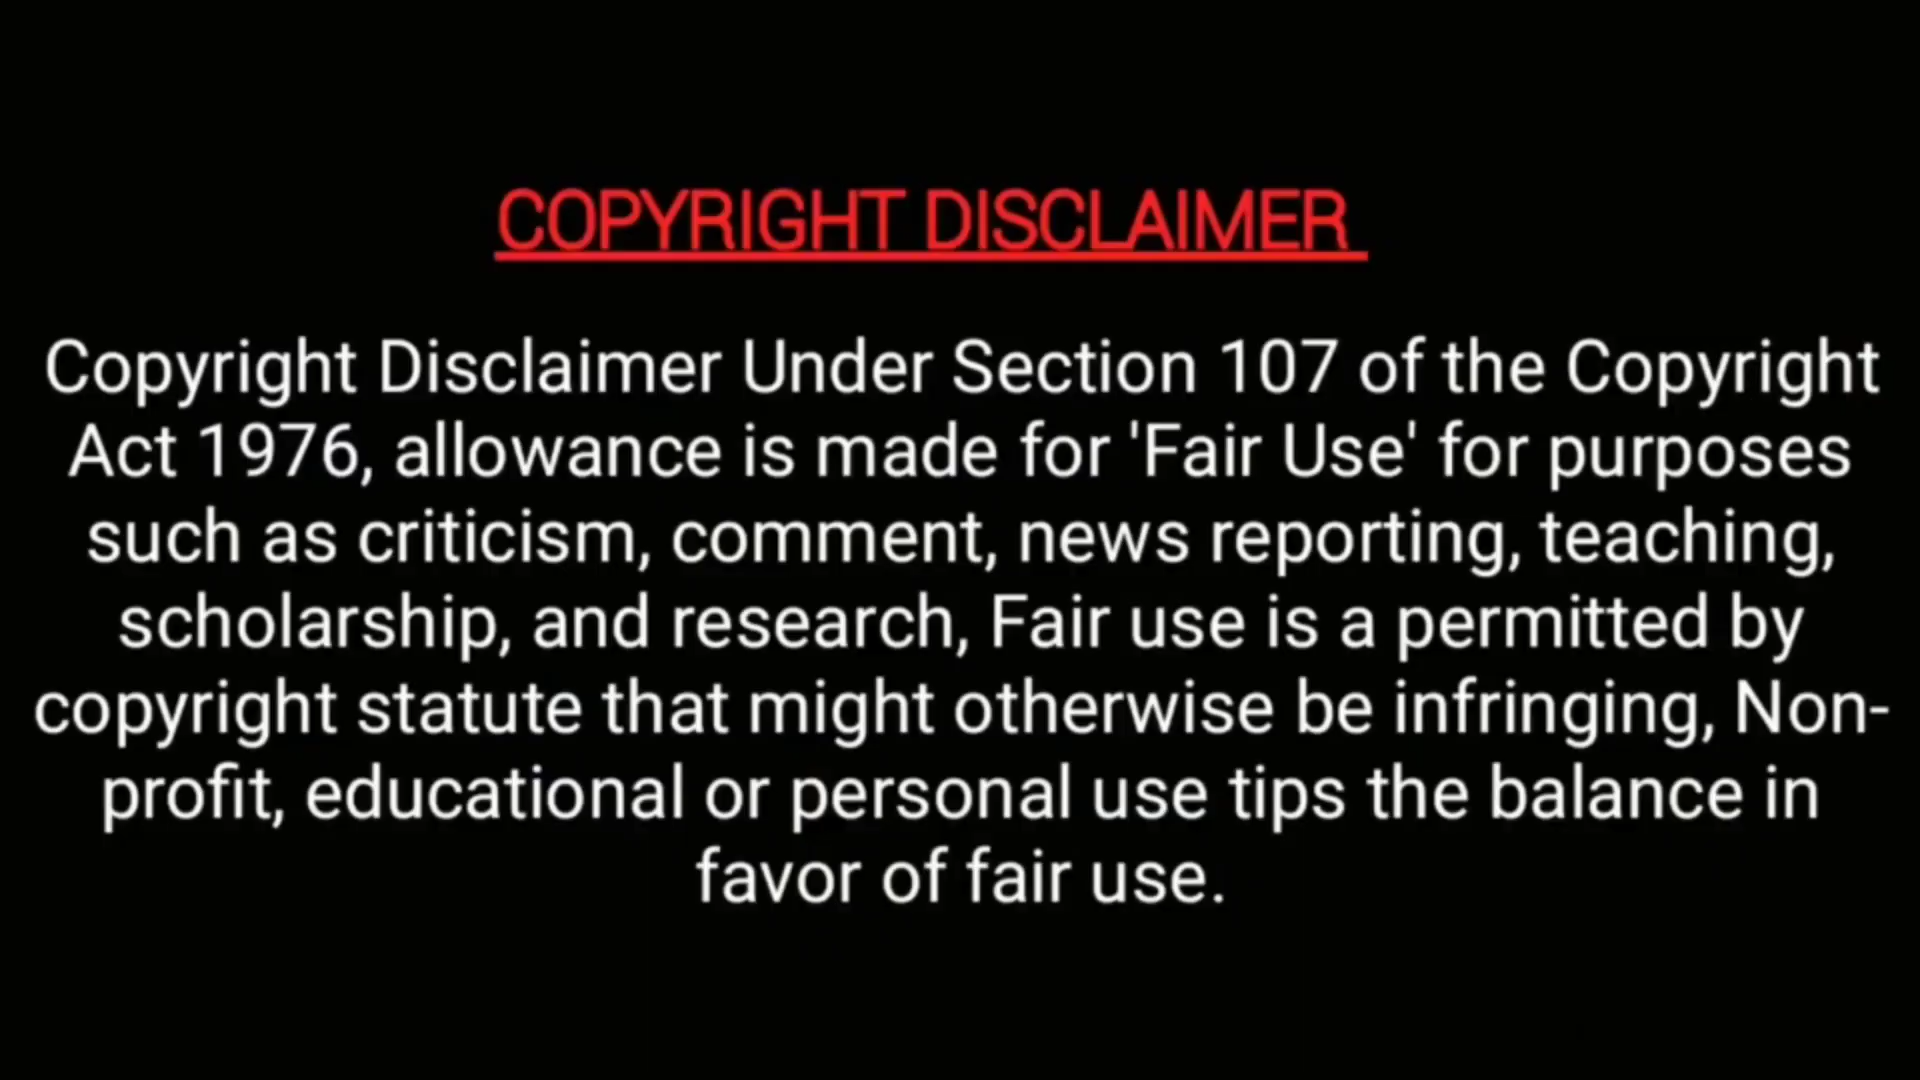 COPYRIGHT DISCLAIMER
Copyright Disclaimer Under Section 107 of the Copyright
Act 1976, allowance is made for 'Fair Use' for purposes
such as criticism, comment, news reporting, teaching,
scholarship, and research, Fair use is a permitted by
copyright statute that might otherwise be infringing, Non-
profit, educational or personal use tips the balance in
favor of fair use.